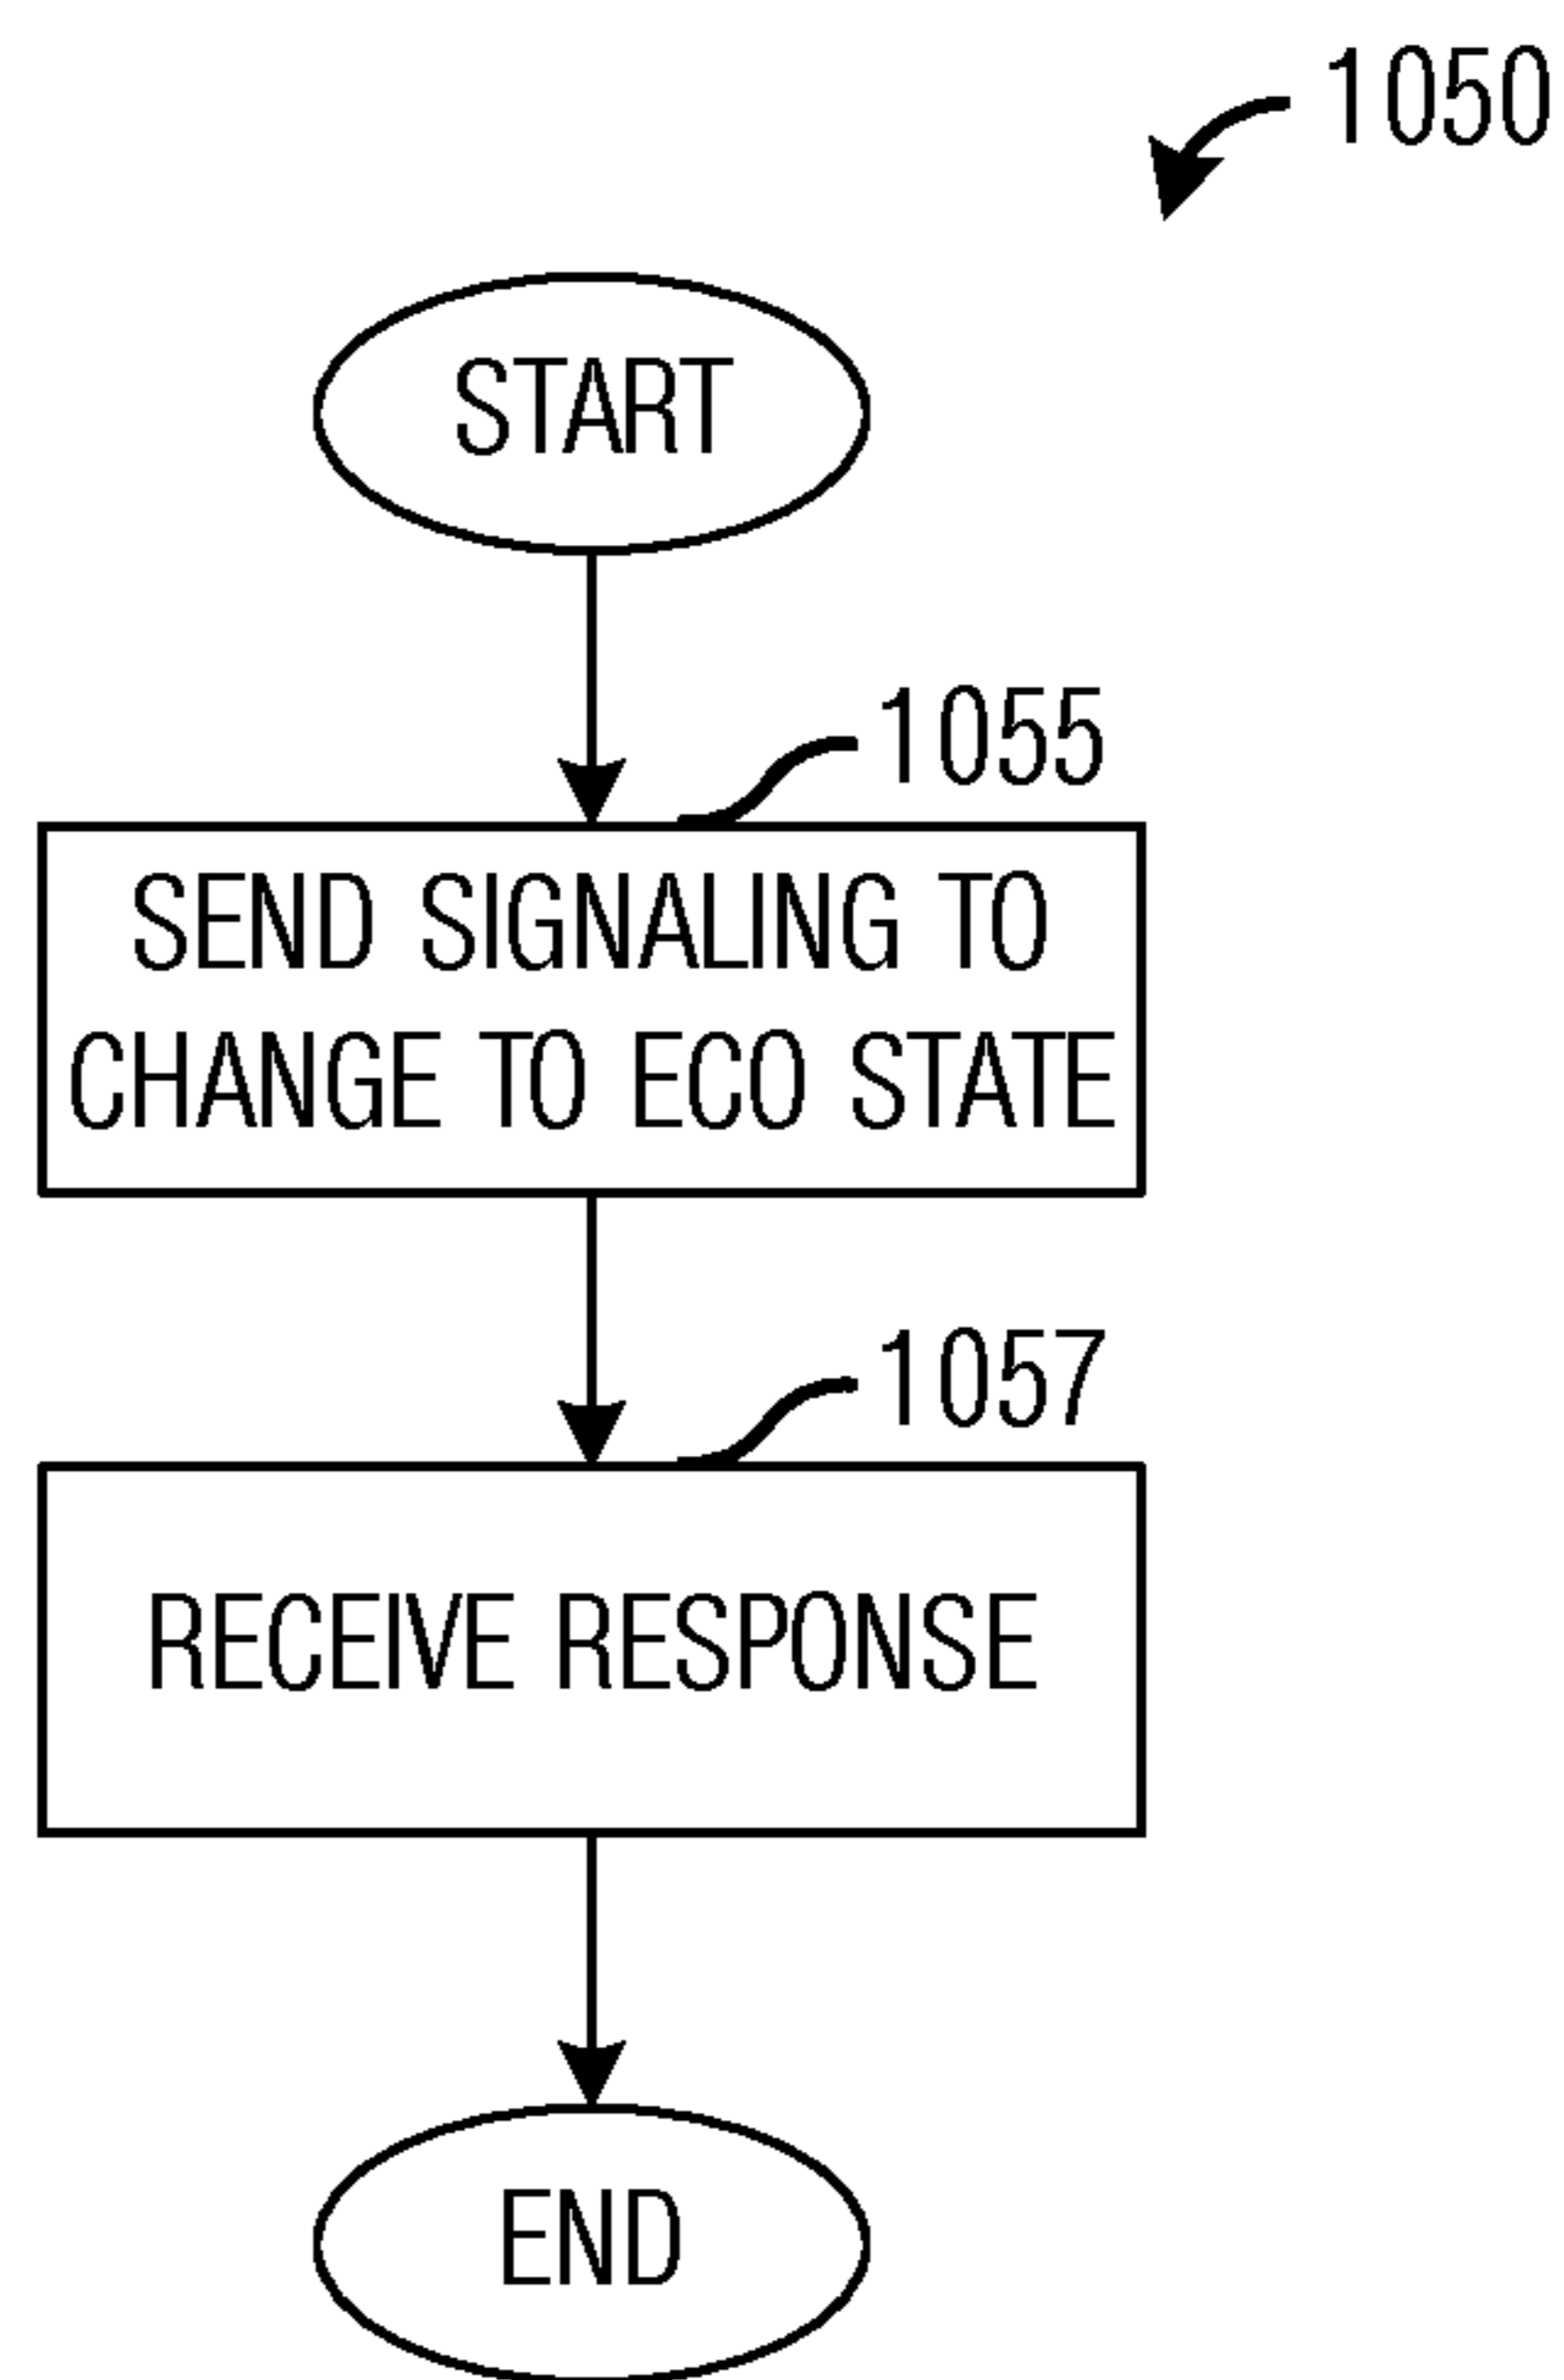 1050
START
1055
SEND SIGNALING TO
CHANGE TO ECO STATE
1057
RECEIVE RESPONSE
END